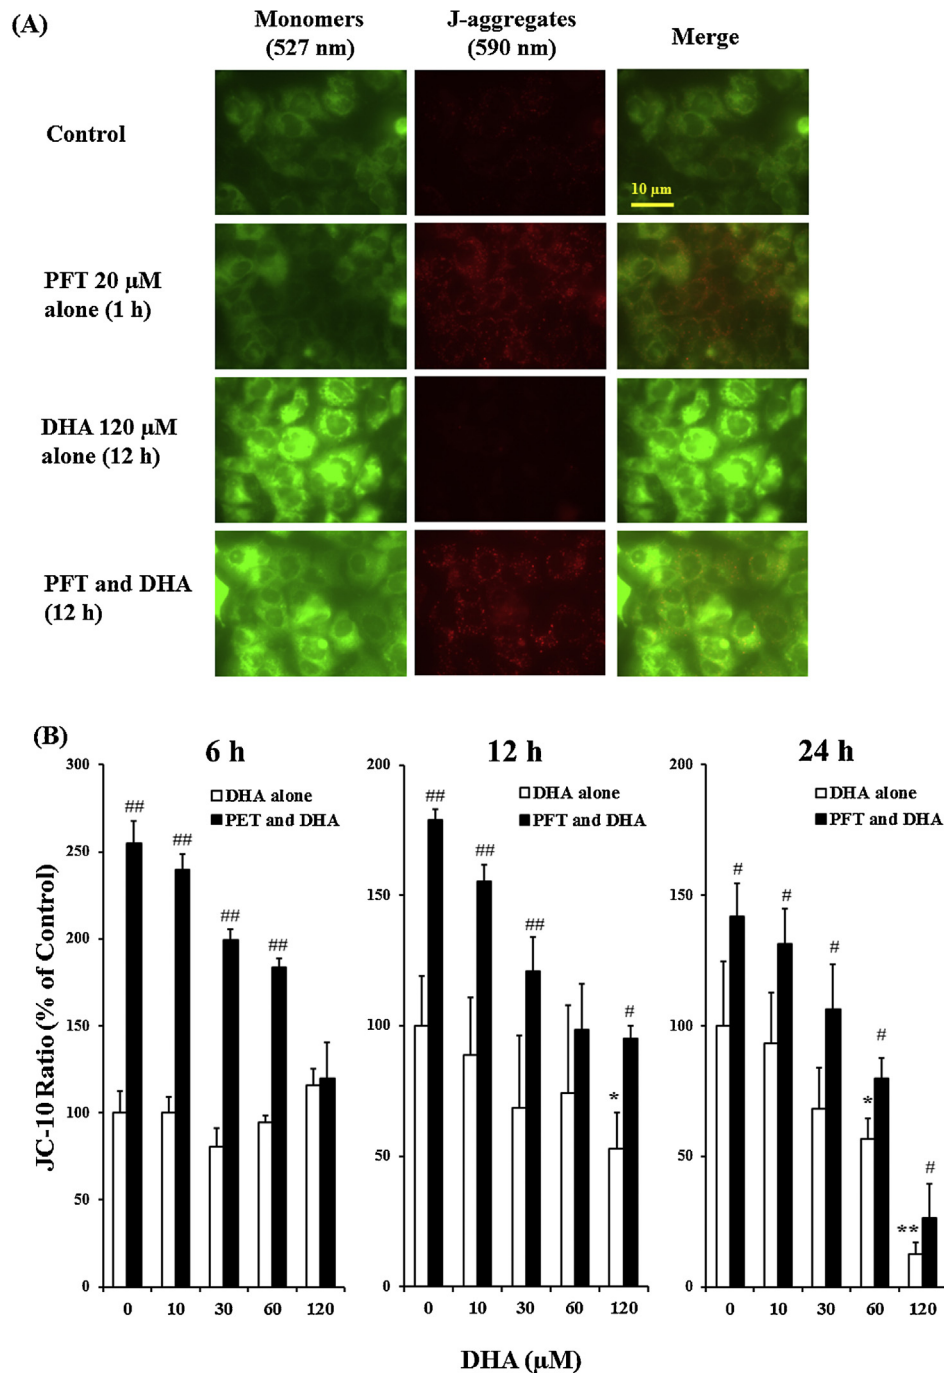 (A)
Monomers
(527 nm)
J-aggregates
(590 nm)
Merge
Control
10 µm
PFT 20 µM
alone (1 h)
DHA 120 µM
alone (12 h)
PFT and DHA
(12 h)
(B)
6 h
12 h
24 h
DHA alone
PET and DHA
DHA alone
PFT and DHA
DHA alone
PFT and DHA
JC-10 Ratio (% of Control)
300
250
200
150
100
50
0
## ## ## ##
0 10 30 60 120
200
150
100
50
0
## ## ## * #
0 10 30 60 120
200
150
100
50
0
# # # * # ** #
0 10 30 60 120
DHA (µM)